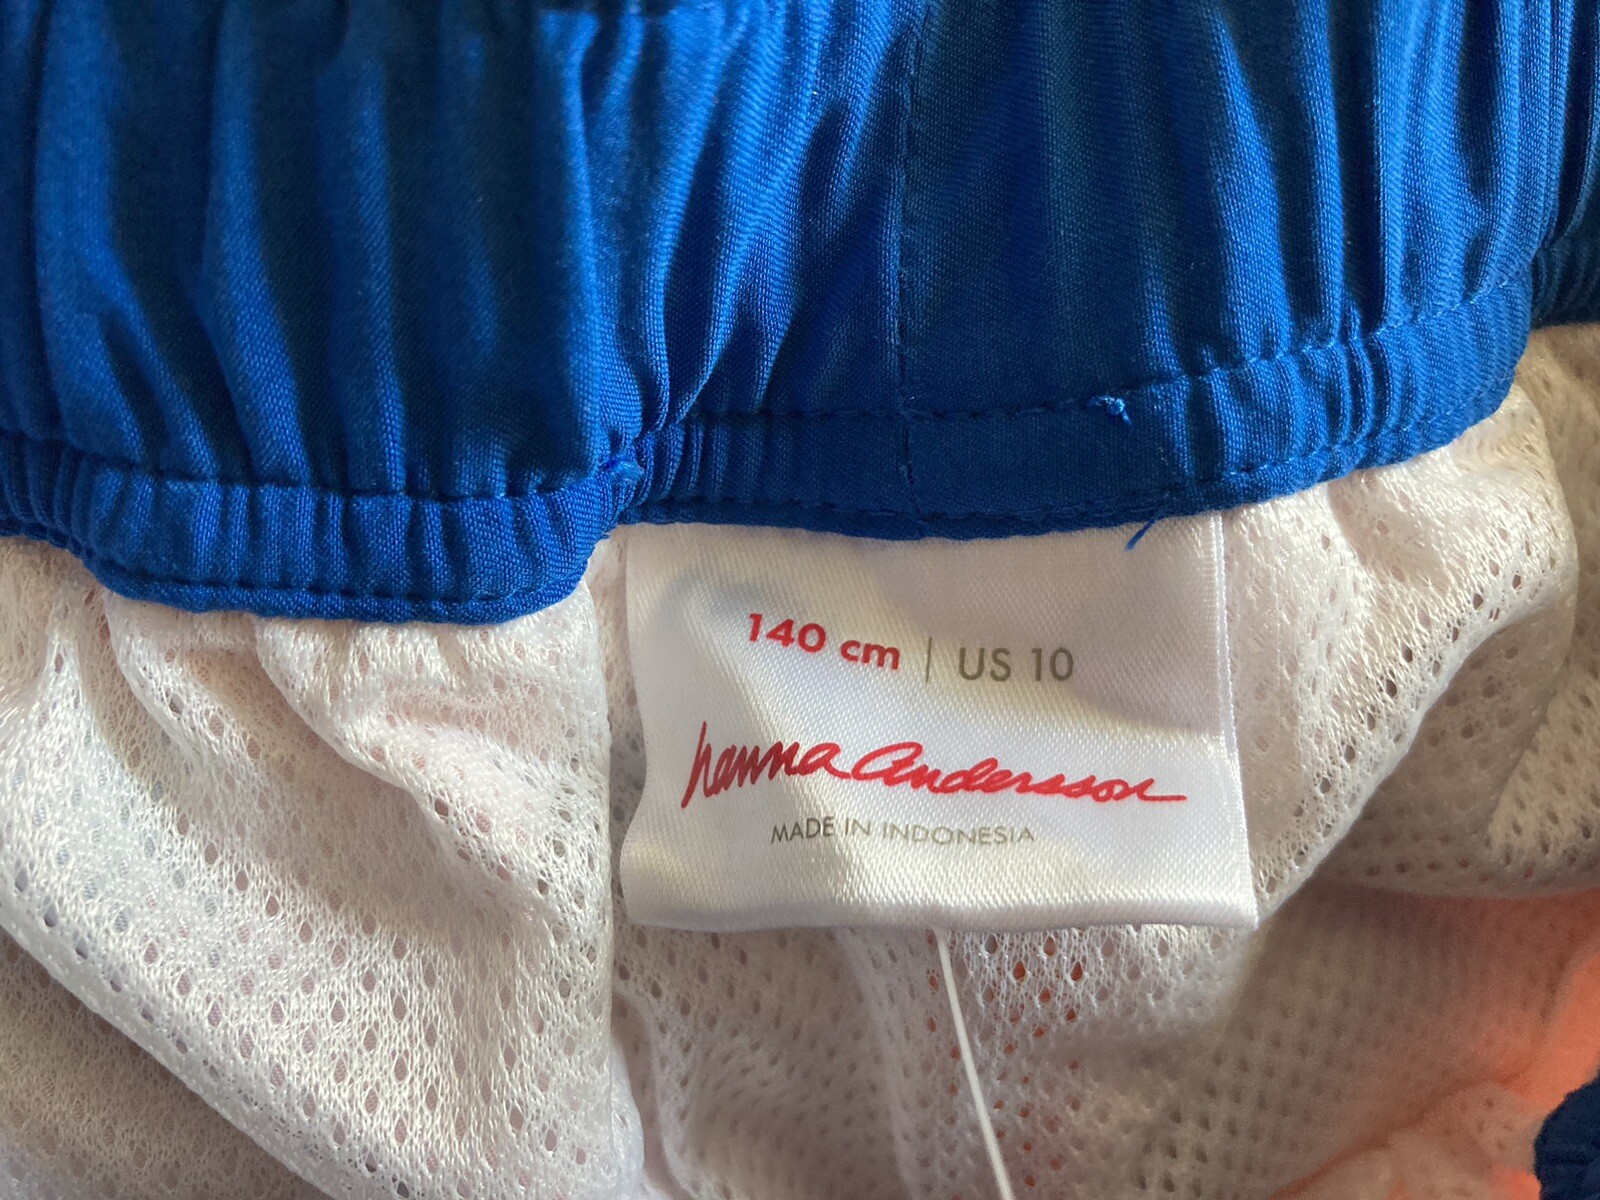 140 cm | US 10
hanna Andersson
MADE IN INDONESIA